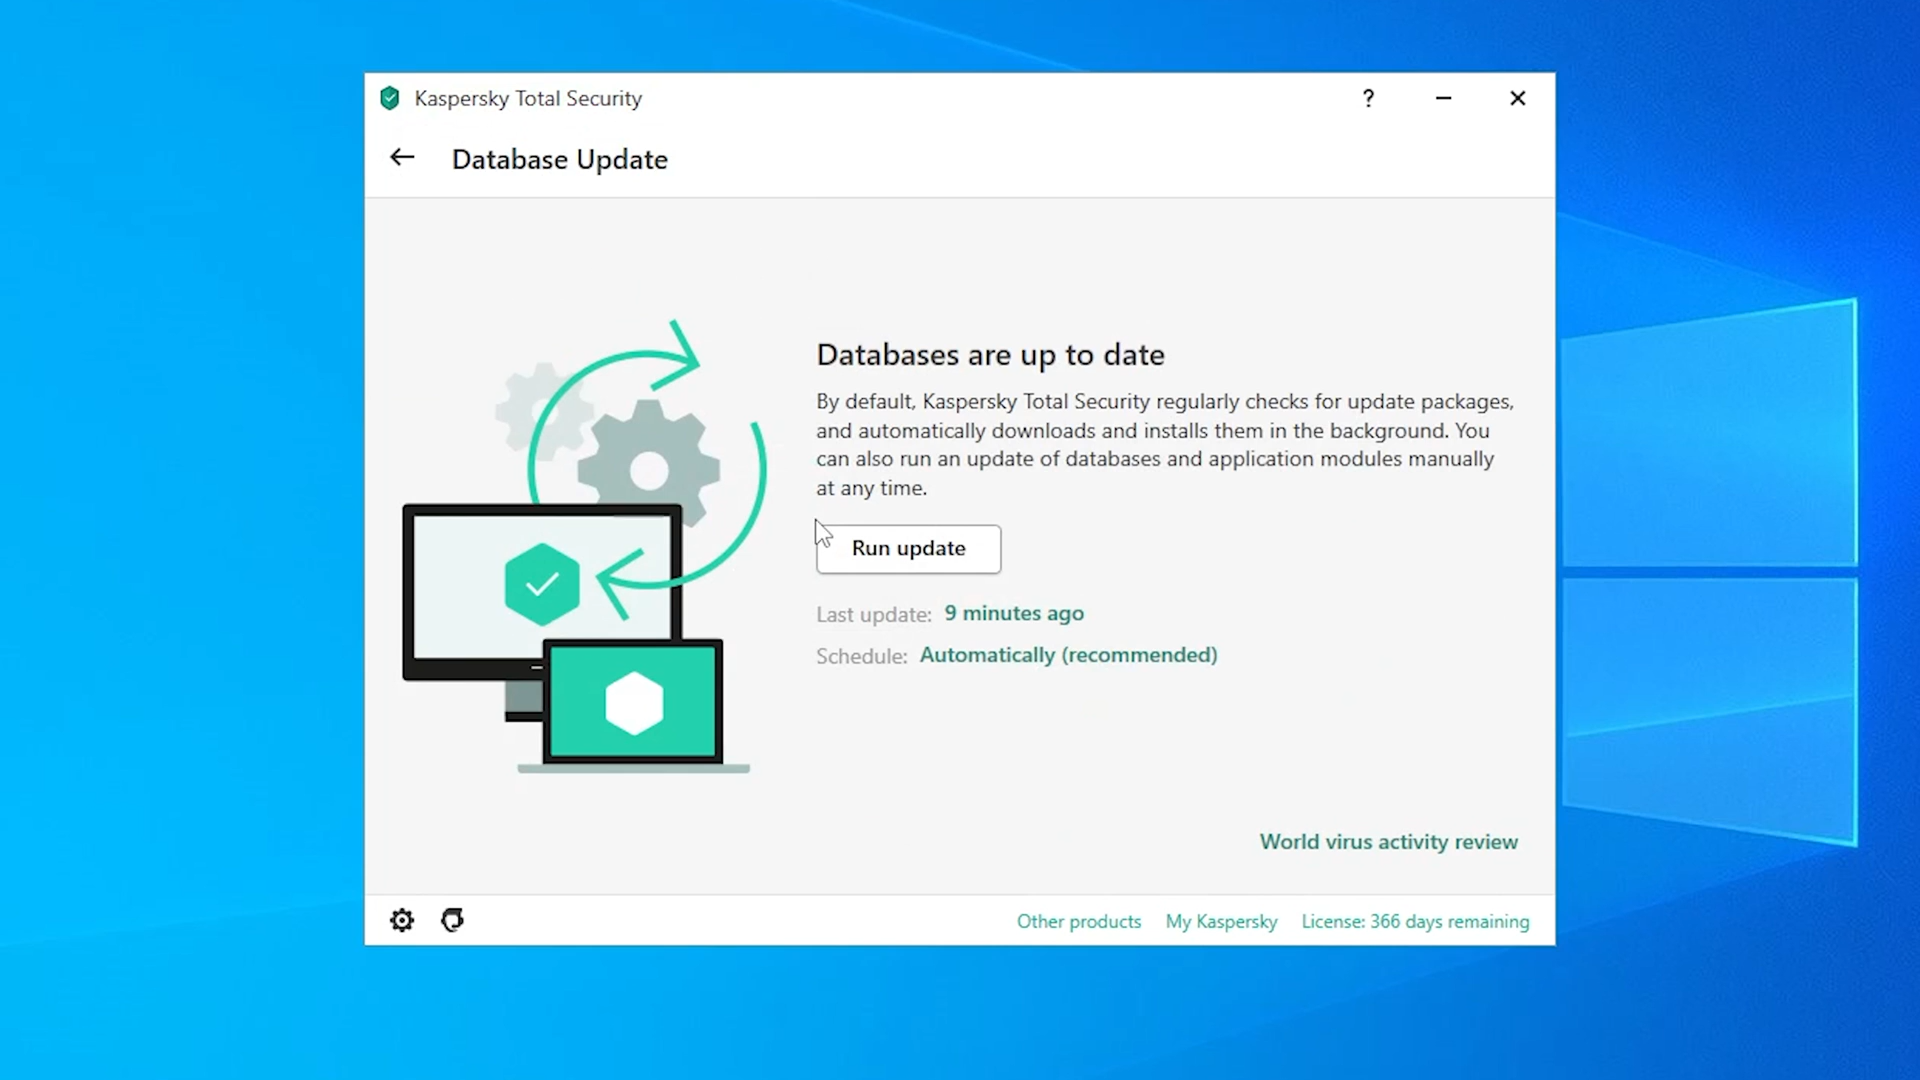 Kaspersky Total Security
?
Database Update
Databases are up to date
By default, Kaspersky Total Security regularly checks for update packages,
and automatically downloads and installs them in the background. You
can also run an update of databases and application modules manually
at any time.
Run update
Last update: 9 minutes ago
Schedule: Automatically (recommended)
World virus activity review
Other products My Kaspersky License: 366 days remaining